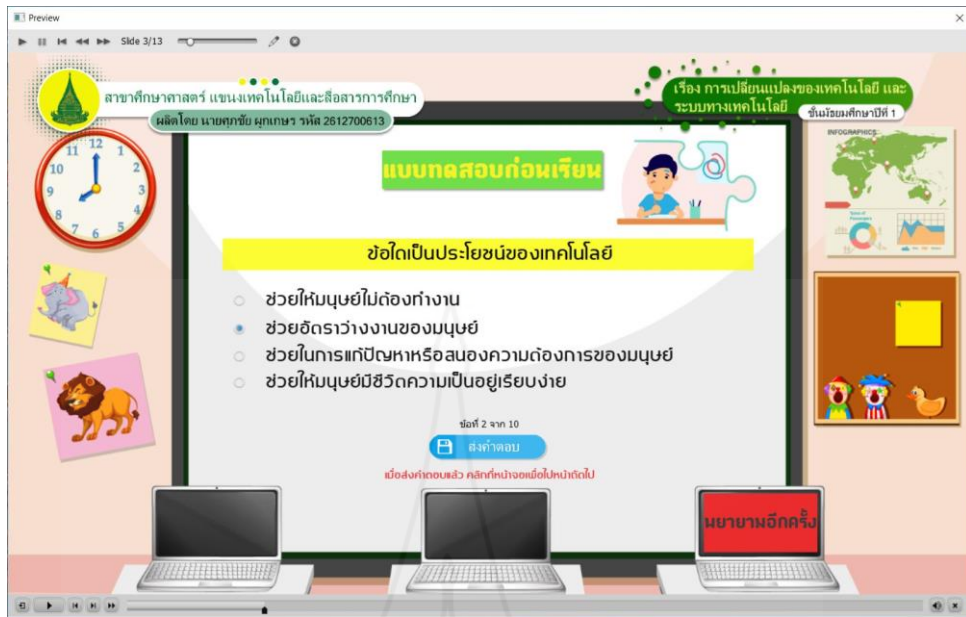 Preview
Slide 3/13
สาขาศึกษาศาสตร์ แขนงเทคโนโลยีและสื่อสารการศึกษา
ผลิตโดย นายศุภชัย ผุกเกษร รหัส 2612700613
เรื่อง การเปลี่ยนแปลงของเทคโนโลยี และ
ระบบทางเทคโนโลยี
ชั้นมัธยมศึกษาปีที่ 1
INFOGRAPHICS
แบบทดสอบก่อนเรียน
ข้อใดเป็นประโยชน์ของเทคโนโลยี
ช่วยให้มนุษย์ไม่ต้องทำงาน
ช่วยอัตราว่างงานของมนุษย์
ช่วยในการแก้ปัญหาหรือสนองความต้องการของมนุษย์
ช่วยให้มนุษย์มีชีวิตความเป็นอยู่เรียบง่าย
ข้อที่ 2 จาก 10
ส่งคำตอบ
เมื่อส่งคำตอบแล้ว คลิกที่หน้าจอเพื่อไปหน้าถัดไป
พยายามอีกครั้ง
12
1
2
3
4
5
6
7
8
9
10
11